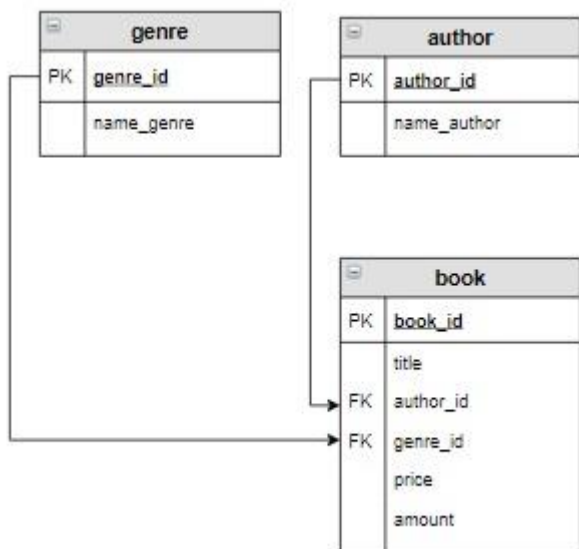 genre
PK genre_id
name_genre
author
PK author_id
name_author
book
PK book_id
title
FK author_id
FK genre_id
price
amount